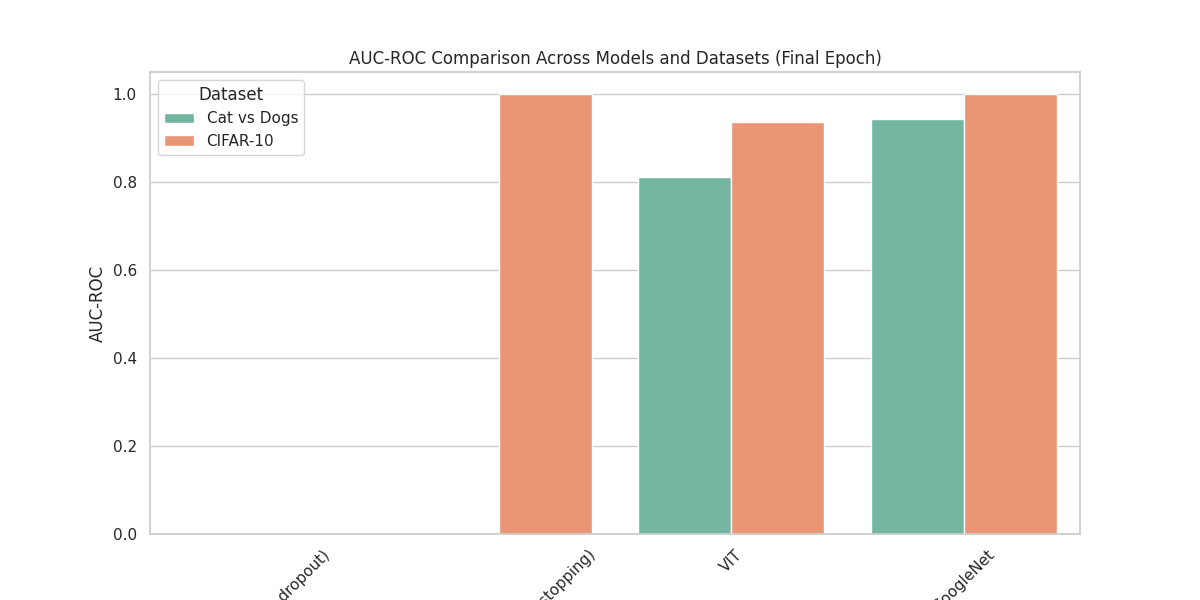 AUC-ROC Comparison Across Models and Datasets (Final Epoch)
Dataset
Cat vs Dogs
CIFAR-10
AUC-ROC
1.0
0.8
0.6
0.4
0.2
0.0
dropout)
stopping)
VIT
oogleNet